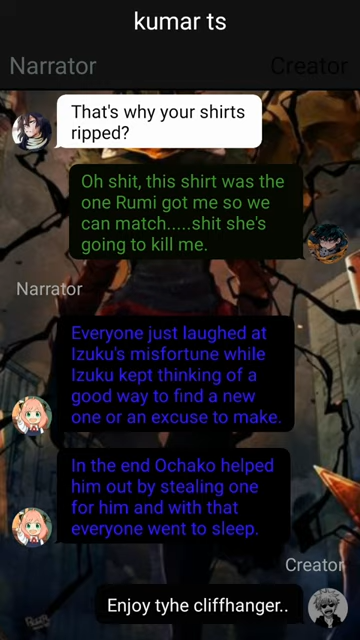 kumar ts
Narrator
Creator
That's why your shirts
ripped?
Oh shit, this shirt was the
one Rumi got me so we
can match.....shit she's
going to kill me.
Narrator
Everyone just laughed at
Izuku's misfortune while
Izuku kept thinking of a
good way to find a new
one or an excuse to make.
In the end Ochako helped
him out by stealing one
for him and with that
everyone went to sleep.
Creator
Enjoy tyhe cliffhanger..